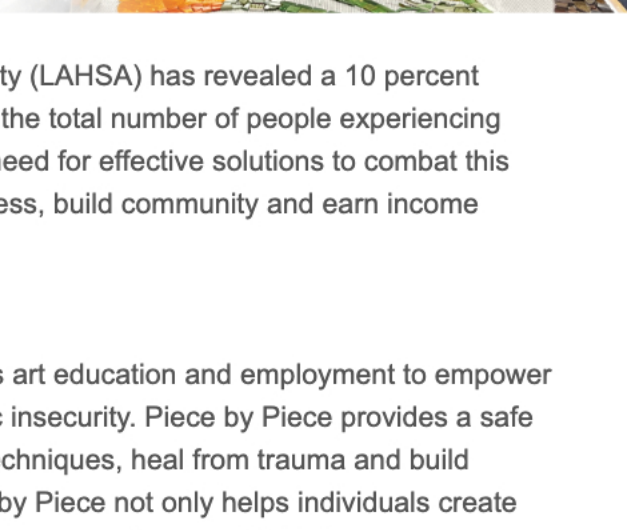 ty (LAHSA) has revealed a 10 percent
the total number of people experiencing
need for effective solutions to combat this
ess, build community and earn income
s art education and employment to empower
c insecurity. Piece by Piece provides a safe
chniques, heal from trauma and build
by Piece not only helps individuals create